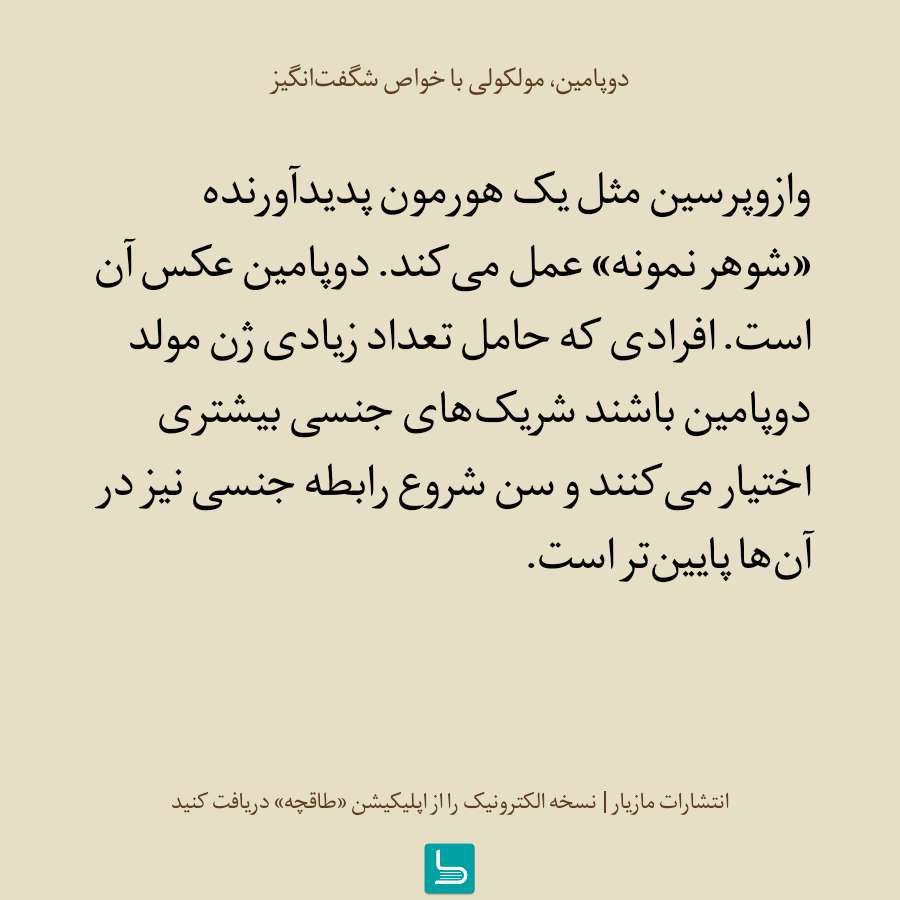 دوپامین، مولکولی با خواص شگفت‌انگیز
وازوپرسین مثل یک هورمون پدیدآورنده
«شوهر نمونه» عمل می‌کند. دوپامین عکس آن
است. افرادی که حامل تعداد زیادی ژن مولد
دوپامین باشند شریک‌های جنسی بیشتری
اختیار می‌کنند و سن شروع رابطه جنسی نیز در
آن‌ها پایین‌تر است.
انتشارات مازیار | نسخه الکترونیک را از اپلیکیشن «طاقچه» دریافت کنید